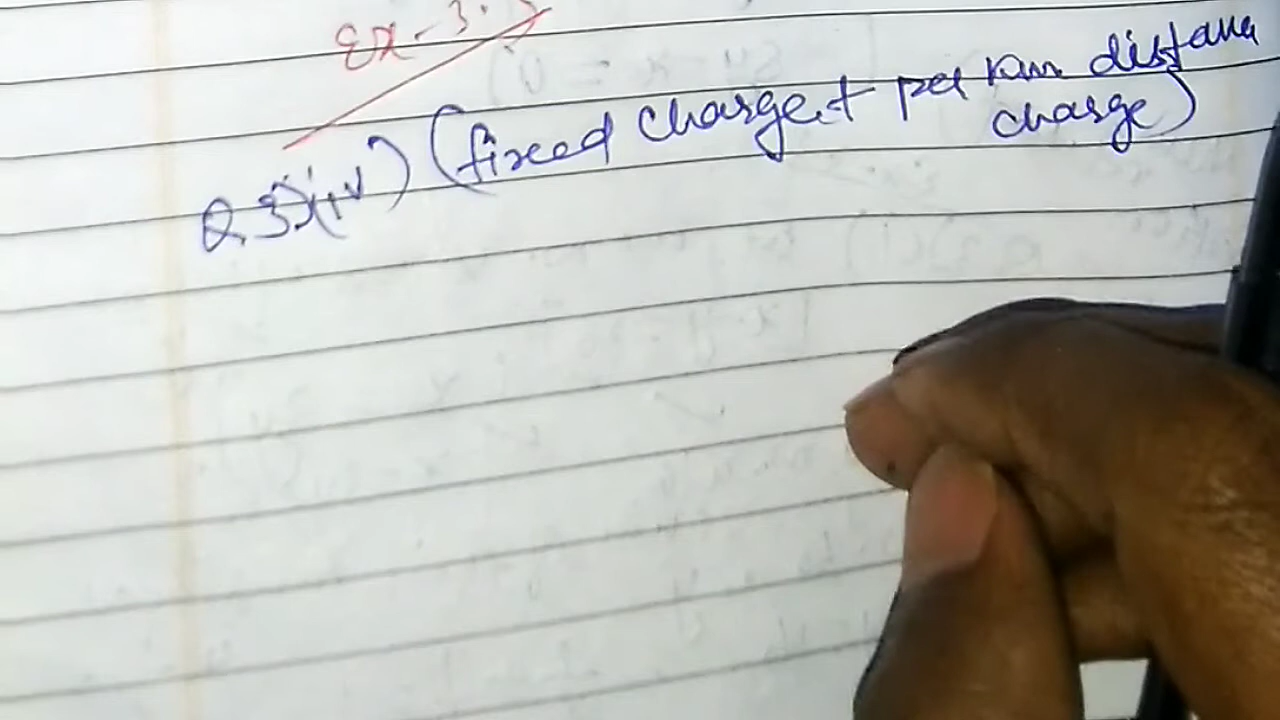 Ex-3.3
Q.3)(iv) (fixed charge + per km distance
charge)